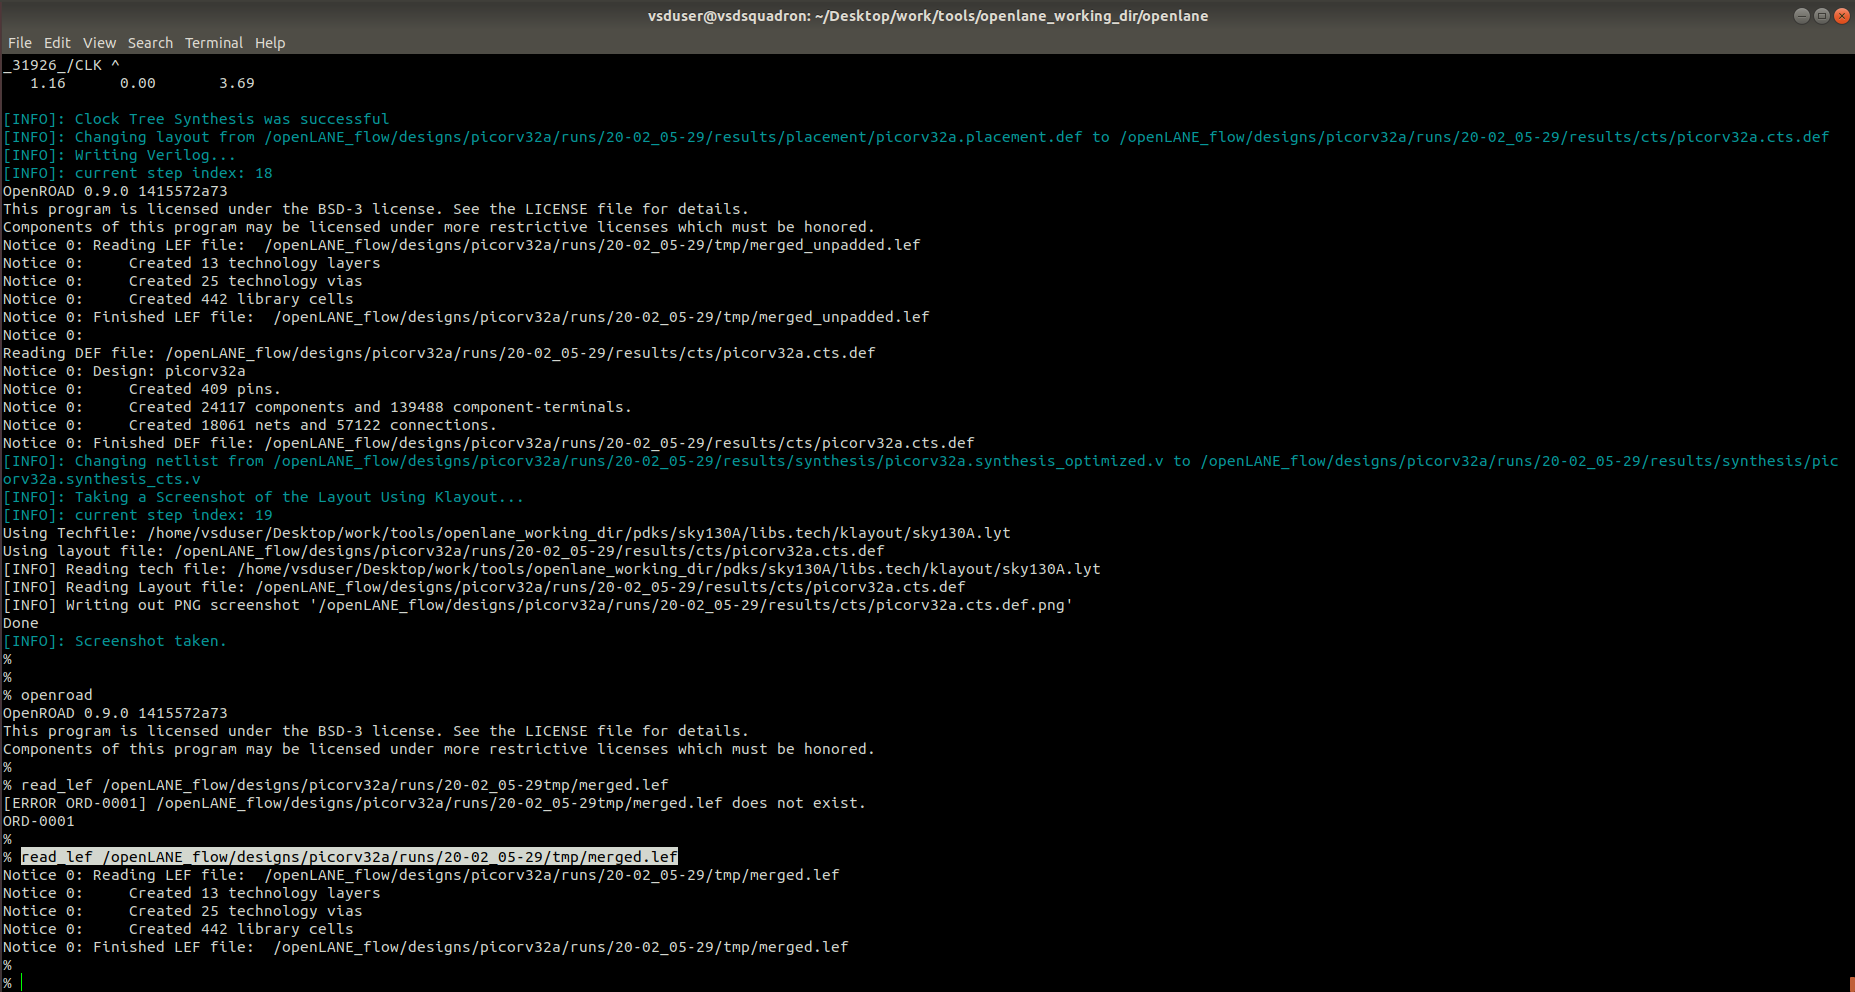 vsduser@vsdsquadron: ~/Desktop/work/tools/openlane_working_dir/openlane
File Edit View Search Terminal Help
_31926_/CLK ^
   1.16      0.00       3.69
[INFO]: Clock Tree Synthesis was successful
[INFO]: Changing layout from /openLANE_flow/designs/picorv32a/runs/20-02_05-29/results/placement/picorv32a.placement.def to /openLANE_flow/designs/picorv32a/runs/20-02_05-29/results/cts/picorv32a.cts.def
[INFO]: Writing Verilog...
[INFO]: current step index: 18
OpenROAD 0.9.0 1415572a73
This program is licensed under the BSD-3 license. See the LICENSE file for details.
Components of this program may be licensed under more restrictive licenses which must be honored.
Notice 0: Reading LEF file:  /openLANE_flow/designs/picorv32a/runs/20-02_05-29/tmp/merged_unpadded.lef
Notice 0:     Created 13 technology layers
Notice 0:     Created 25 technology vias
Notice 0:     Created 442 library cells
Notice 0: Finished LEF file:  /openLANE_flow/designs/picorv32a/runs/20-02_05-29/tmp/merged_unpadded.lef
Notice 0:
Reading DEF file: /openLANE_flow/designs/picorv32a/runs/20-02_05-29/results/cts/picorv32a.cts.def
Notice 0: Design: picorv32a
Notice 0:     Created 409 pins.
Notice 0:     Created 24117 components and 139488 component-terminals.
Notice 0:     Created 18061 nets and 57122 connections.
Notice 0: Finished DEF file: /openLANE_flow/designs/picorv32a/runs/20-02_05-29/results/cts/picorv32a.cts.def
[INFO]: Changing netlist from /openLANE_flow/designs/picorv32a/runs/20-02_05-29/results/synthesis/picorv32a.synthesis_optimized.v to /openLANE_flow/designs/picorv32a/runs/20-02_05-29/results/synthesis/pic
orv32a.synthesis_cts.v
[INFO]: Taking a Screenshot of the Layout Using Klayout...
[INFO]: current step index: 19
Using Techfile: /home/vsduser/Desktop/work/tools/openlane_working_dir/pdks/sky130A/libs.tech/klayout/sky130A.lyt
Using layout file: /openLANE_flow/designs/picorv32a/runs/20-02_05-29/results/cts/picorv32a.cts.def
[INFO] Reading tech file: /home/vsduser/Desktop/work/tools/openlane_working_dir/pdks/sky130A/libs.tech/klayout/sky130A.lyt
[INFO] Reading Layout file: /openLANE_flow/designs/picorv32a/runs/20-02_05-29/results/cts/picorv32a.cts.def
[INFO] Writing out PNG screenshot '/openLANE_flow/designs/picorv32a/runs/20-02_05-29/results/cts/picorv32a.cts.def.png'
Done
[INFO]: Screenshot taken.
%
%
% openroad
OpenROAD 0.9.0 1415572a73
This program is licensed under the BSD-3 license. See the LICENSE file for details.
Components of this program may be licensed under more restrictive licenses which must be honored.
%
% read_lef /openLANE_flow/designs/picorv32a/runs/20-02_05-29tmp/merged.lef
[ERROR ORD-0001] /openLANE_flow/designs/picorv32a/runs/20-02_05-29tmp/merged.lef does not exist.
ORD-0001
%
% read_lef /openLANE_flow/designs/picorv32a/runs/20-02_05-29/tmp/merged.lef
Notice 0: Reading LEF file:  /openLANE_flow/designs/picorv32a/runs/20-02_05-29/tmp/merged.lef
Notice 0:     Created 13 technology layers
Notice 0:     Created 25 technology vias
Notice 0:     Created 442 library cells
Notice 0: Finished LEF file:  /openLANE_flow/designs/picorv32a/runs/20-02_05-29/tmp/merged.lef
%
%